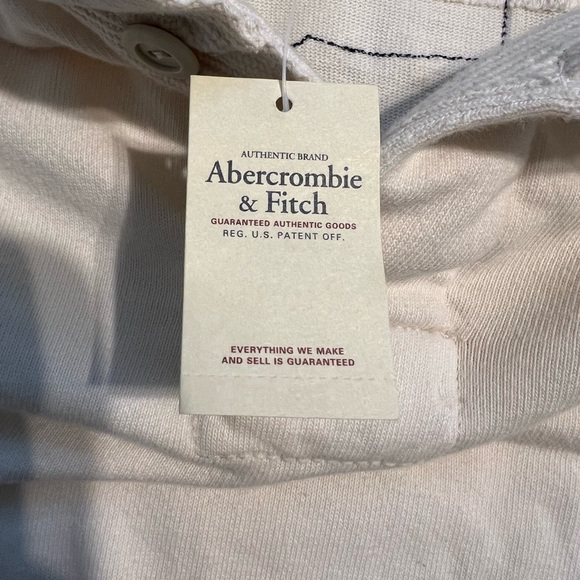 AUTHENTIC BRAND
Abercrombie
& Fitch
GUARANTEED AUTHENTIC GOODS
REG. U.S. PATENT OFF.
EVERYTHING WE MAKE
AND SELL IS GUARANTEED